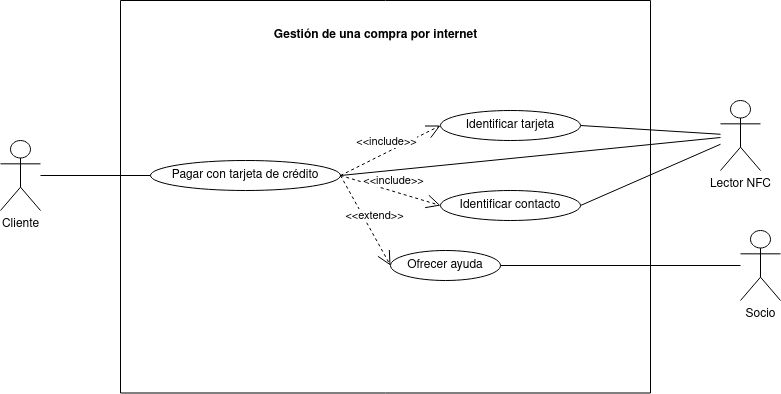 Gestión de una compra por internet
Identificar tarjeta
<<include>>
Pagar con tarjeta de crédito
Lector NFC
<<include>>
Identificar contacto
<<extend>>
Cliente
Ofrecer ayuda
Socio